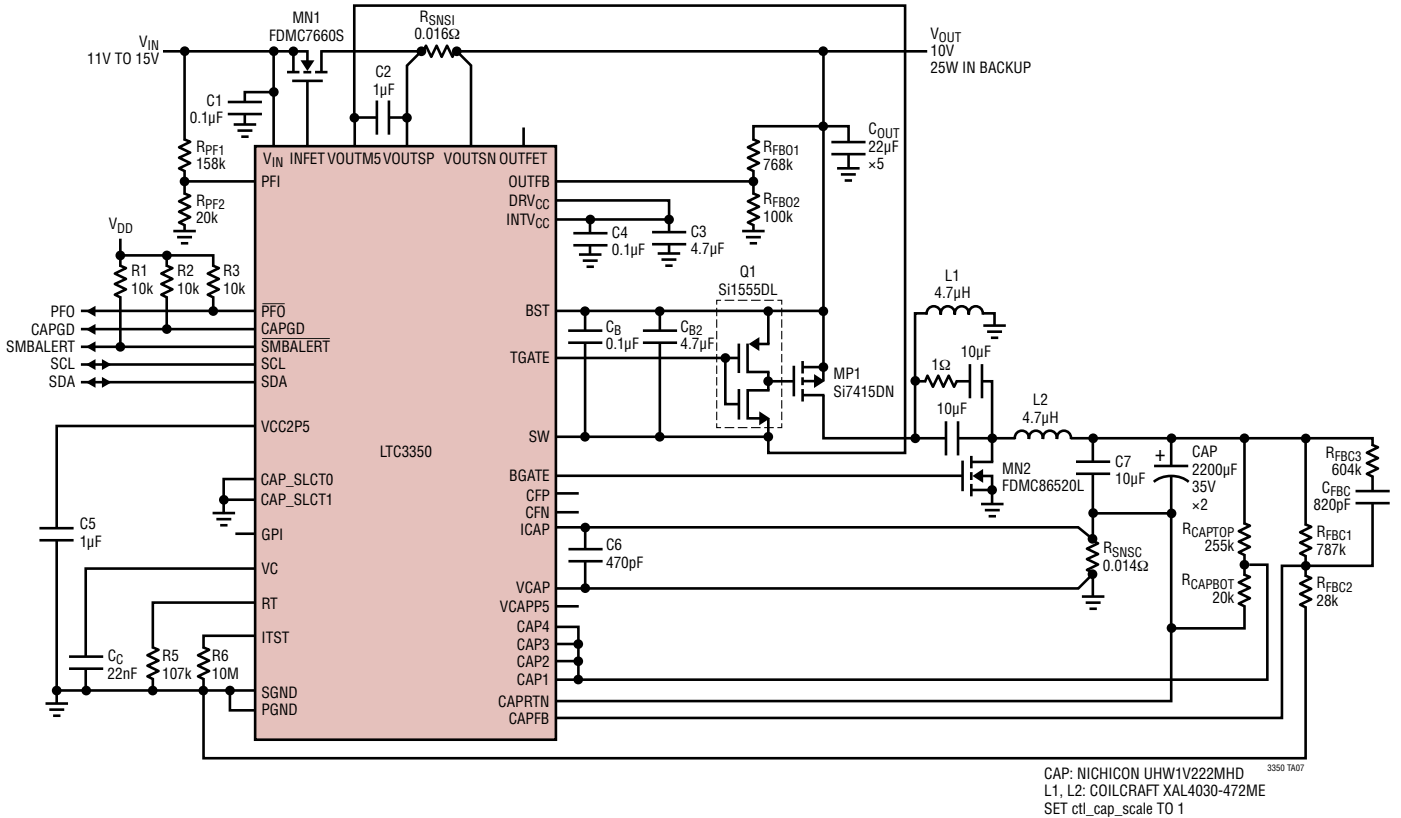 MN1
FDMC7660S
RSNSI
0.016Ω
VIN
11V TO 15V
VOUT
10V
25W IN BACKUP
C2
1µF
C1
0.1µF
COUT
22µF
×5
RPF1
158k
RPF2
20k
VIN INFET VOUTM5 VOUTSP VOUTSN OUTFET
PFI
OUTFB
DRVCC
INTVCC
RFBO1
768k
RFBO2
100k
C4
0.1µF
C3
4.7µF
VDD
R1
10k
R2
10k
R3
10k
Q1
Si1555DL
L1
4.7µH
PFO
CAPGD
SMBALERT
SCL
SDA
PFO
CAPGD
SMBALERT
SCL
SDA
BST
TGATE
CB
0.1µF
CB2
4.7µF
MP1
Si7415DN
1Ω
10µF
10µF
L2
4.7µH
VCC2P5
LTC3350
SW
BGATE
CFP
CFN
ICAP
MN2
FDMC86520L
C7
10µF
+
CAP
2200µF
35V
×2
RFBC3
604k
CFBC
820pF
CAP_SLCT0
CAP_SLCT1
GPI
C5
1µF
C6
470pF
RSNSC
0.014Ω
RCAPTOP
255k
RFBC1
787k
RCAPBOT
20k
RFBC2
28k
VC
RT
ITST
VCAP
VCAPP5
CAP4
CAP3
CAP2
CAP1
CAPRTN
CAPFB
CC
22nF
R5
107k
R6
10M
SGND
PGND
3350 TA07
CAP: NICHICON UHW1V222MHD
L1, L2: COILCRAFT XAL4030-472ME
SET ctl_cap_scale TO 1